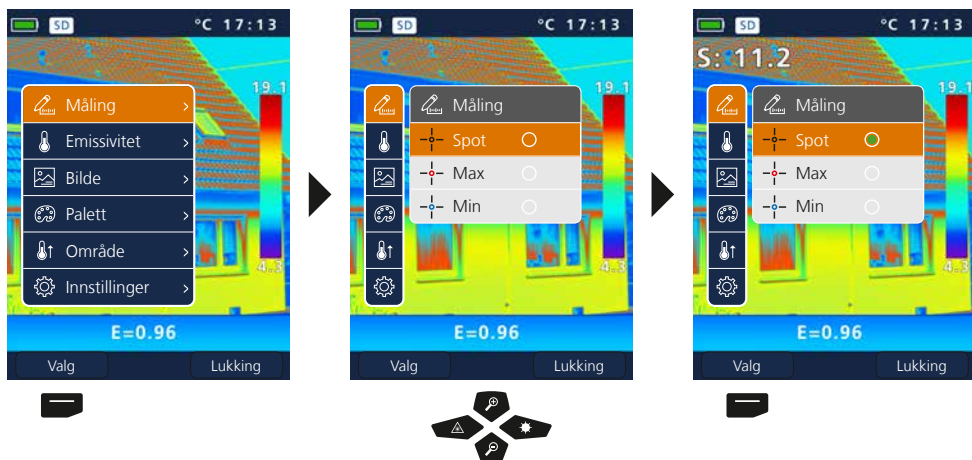 SD °C 17:13
19.1
Måling
Emissivitet
Bilde
Palett
Område
Innstillinger
4.3
E=0.96
Valg Lukking
SD °C 17:13
19.1
Måling
Spot
Max
Min
4.3
E=0.96
Valg Lukking
SD °C 17:13
S: 11.2
19.1
Måling
Spot
Max
Min
4.3
E=0.96
Valg Lukking